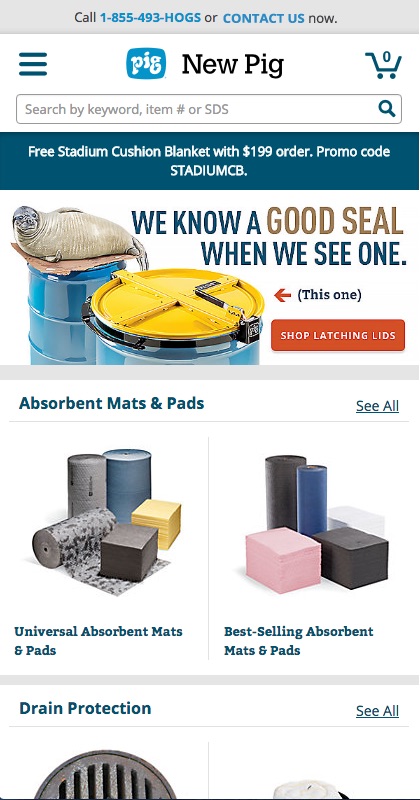 Call 1-855-493-HOGS or CONTACT US now.
pig New Pig
0
Search by keyword, item # or SDS
Free Stadium Cushion Blanket with $199 order. Promo code
STADIUMCB.
WE KNOW A GOOD SEAL
WHEN WE SEE ONE.
(This one)
pig
SHOP LATCHING LIDS
Absorbent Mats & Pads
See All
Universal Absorbent Mats
& Pads
Best-Selling Absorbent
Mats & Pads
Drain Protection
See All